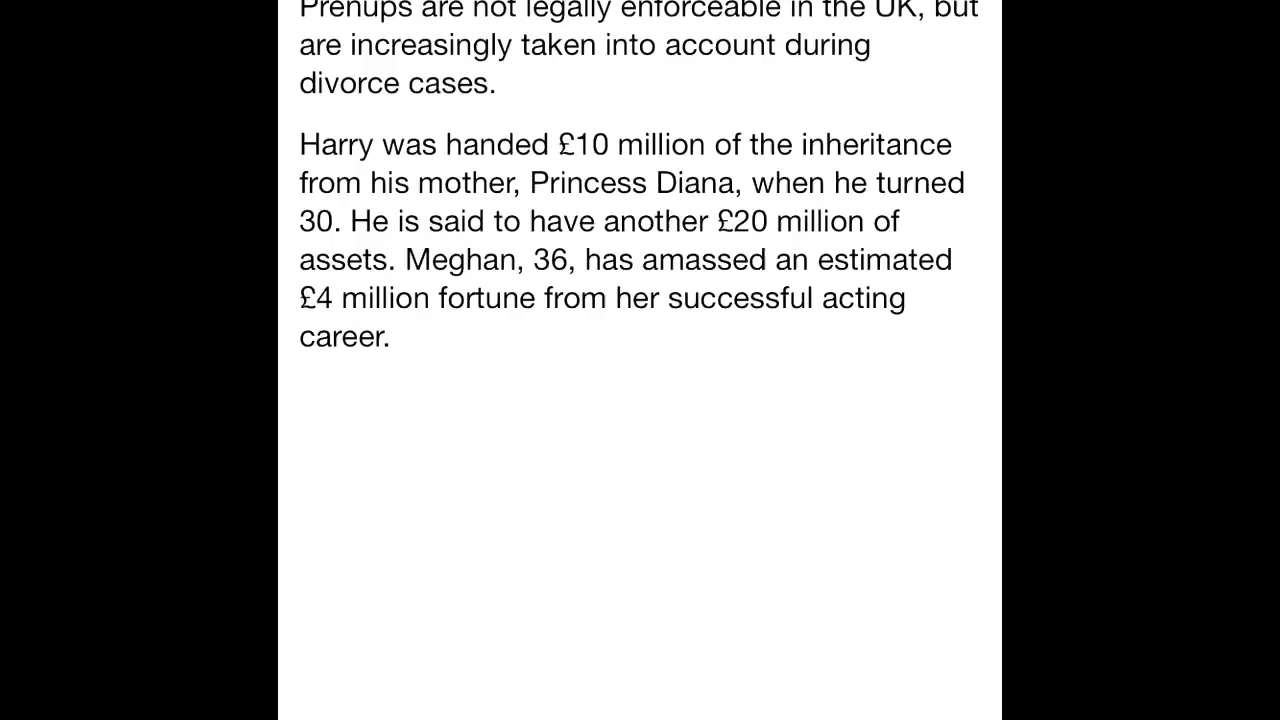 Prenups are not legally enforceable in the UK, but
are increasingly taken into account during
divorce cases.
Harry was handed £10 million of the inheritance
from his mother, Princess Diana, when he turned
30. He is said to have another £20 million of
assets. Meghan, 36, has amassed an estimated
£4 million fortune from her successful acting
career.